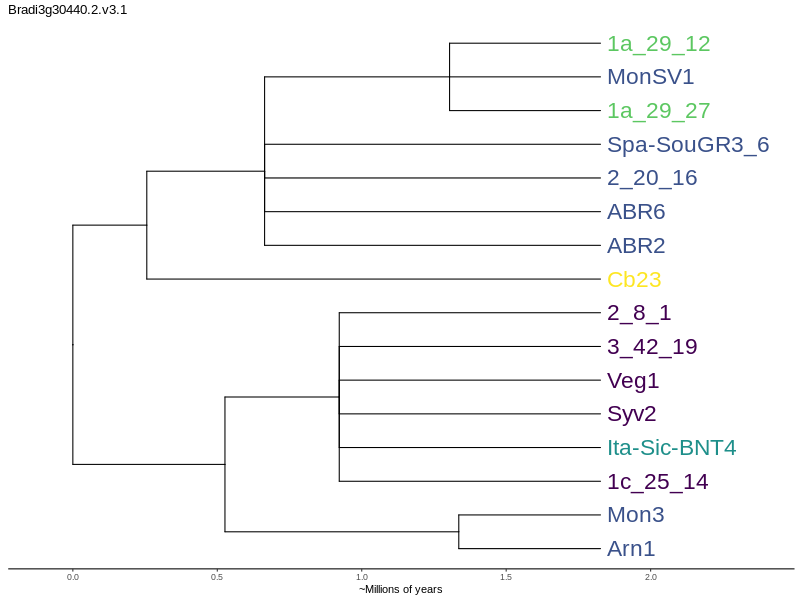 Bradi3g30440.2.v3.1
1a_29_12
MonSV1
1a_29_27
Spa-SouGR3_6
2_20_16
ABR6
ABR2
Cb23
2_8_1
3_42_19
Veg1
Syv2
Ita-Sic-BNT4
1c_25_14
Mon3
Arn1
0.0 0.5 1.0 1.5 2.0
~Millions of years